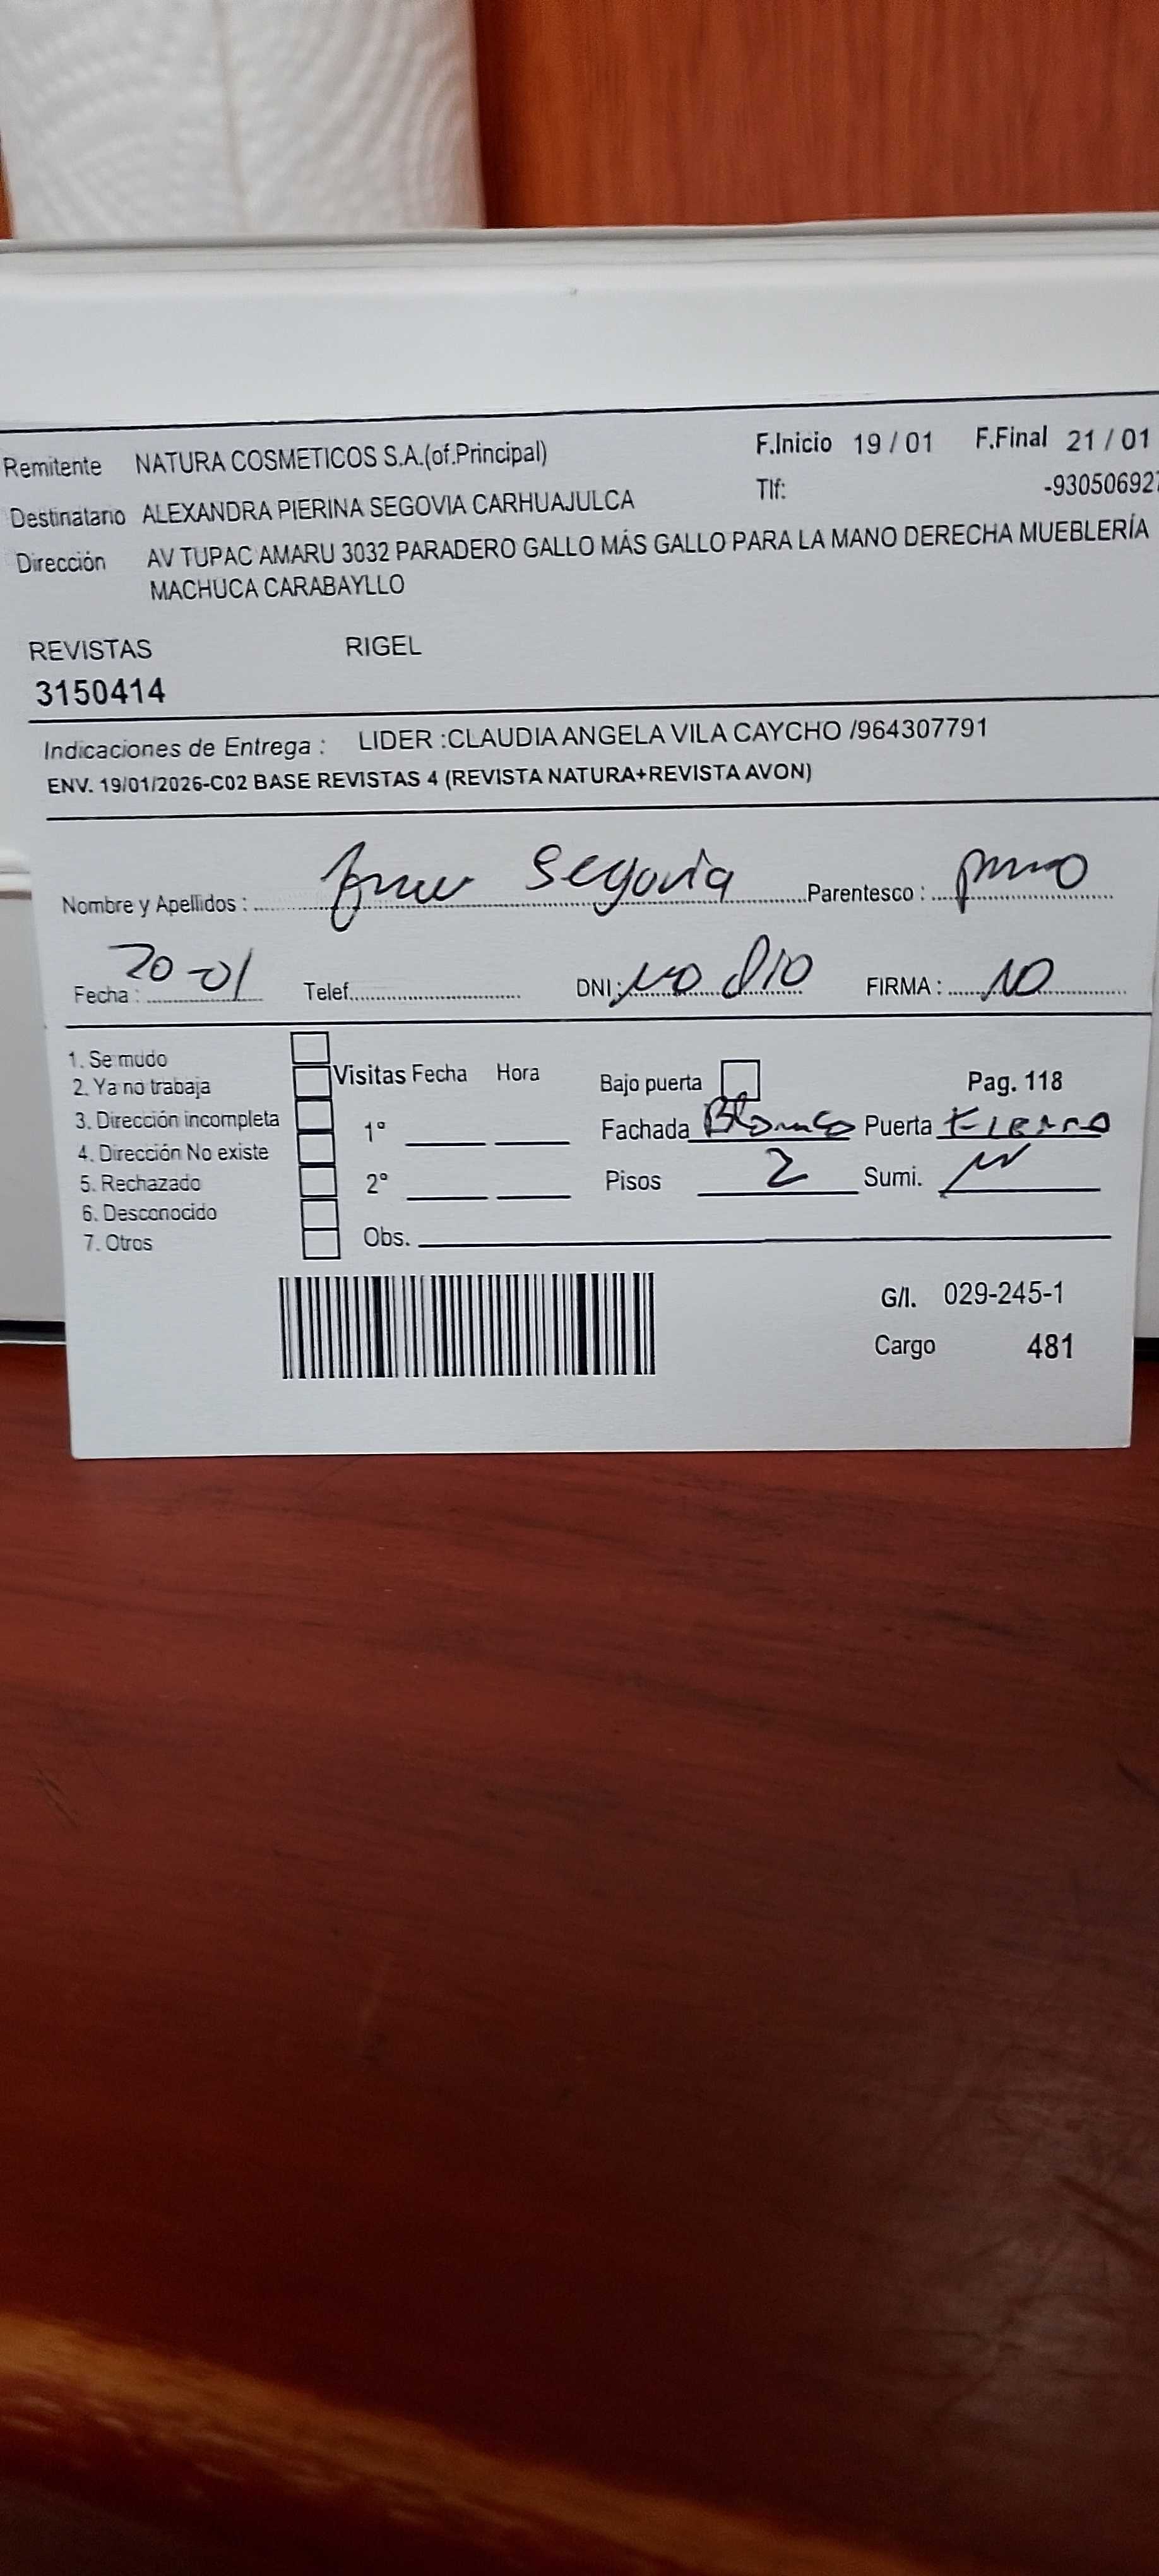 Remitente NATURA COSMETICOS S.A.(of.Principal) F.Inicio 19 / 01 F.Final 21 / 01
Destinatario ALEXANDRA PIERINA SEGOVIA CARHUAJULCA Tlf: -930506927
Dirección AV TUPAC AMARU 3032 PARADERO GALLO MÁS GALLO PARA LA MANO DERECHA MUEBLERÍA
MACHUCA CARABAYLLO
REVISTAS RIGEL
3150414
Indicaciones de Entrega : LIDER :CLAUDIA ANGELA VILA CAYCHO /964307791
ENV. 19/01/2026-C02 BASE REVISTAS 4 (REVISTA NATURA+REVISTA AVON)
Nombre y Apellidos : Segovia Parentesco :
Fecha : 20-01 Telef. DNI: NO DIO FIRMA : NO
1. Se mudo
2. Ya no trabaja
3. Dirección incompleta
4. Dirección No existe
5. Rechazado
6. Desconocido
7. Otros
Visitas Fecha Hora
1°
2°
Obs.
Bajo puerta Pag. 118
Fachada Blanco Puerta Fierro
Pisos 2 Sumi.
G/I. 029-245-1
Cargo 481